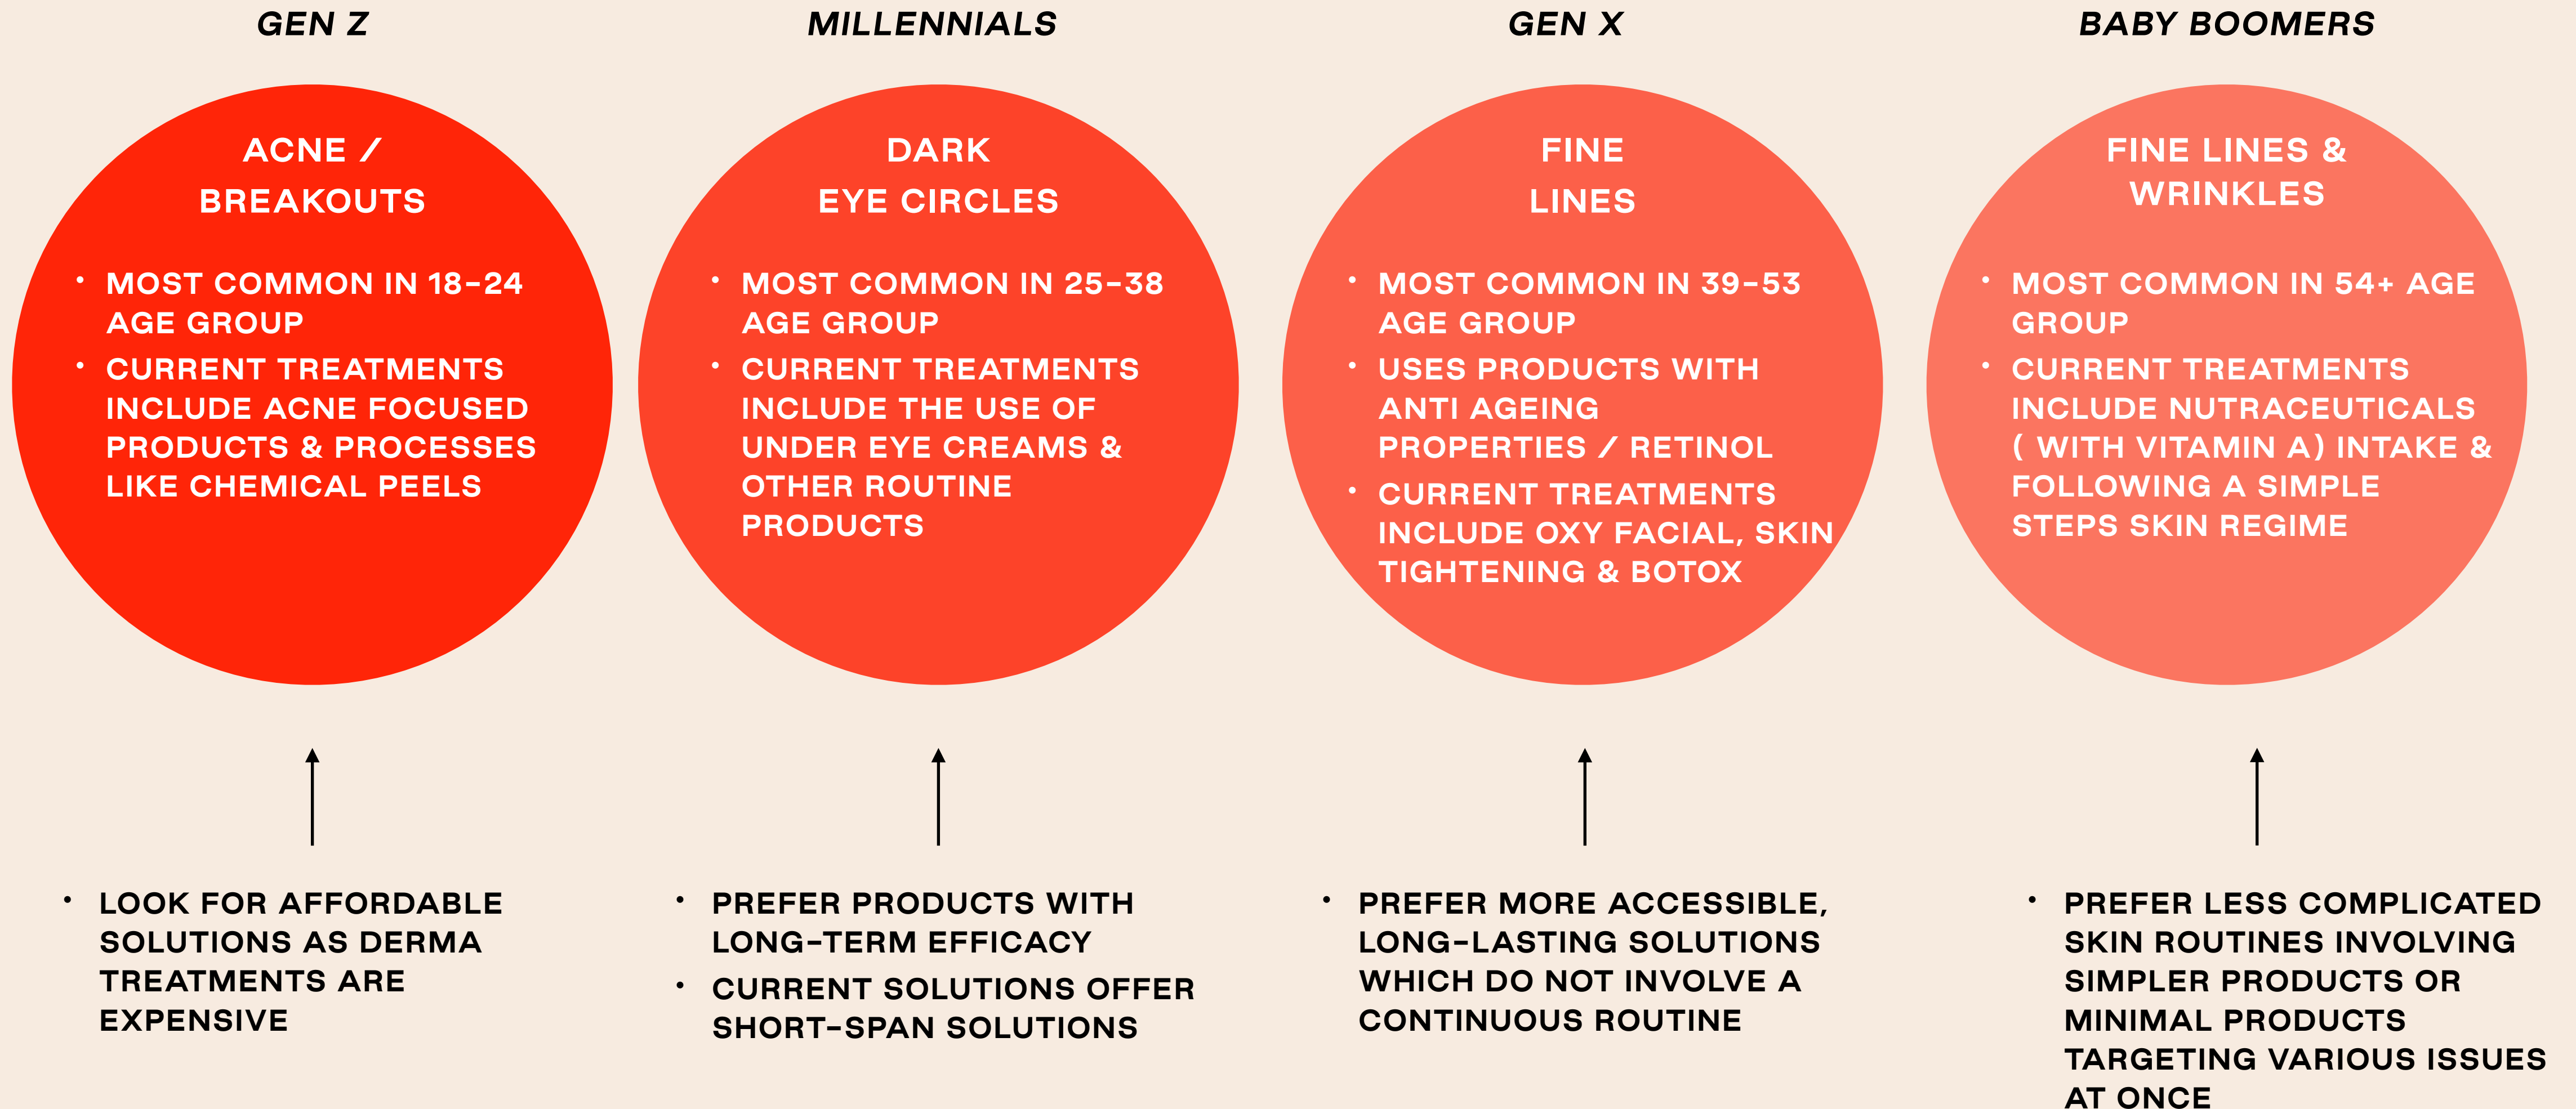 GEN Z
ACNE /
BREAKOUTS
• MOST COMMON IN 18-24
AGE GROUP
• CURRENT TREATMENTS
INCLUDE ACNE FOCUSED
PRODUCTS & PROCESSES
LIKE CHEMICAL PEELS
• LOOK FOR AFFORDABLE
SOLUTIONS AS DERMA
TREATMENTS ARE
EXPENSIVE
MILLENNIALS
DARK
EYE CIRCLES
• MOST COMMON IN 25-38
AGE GROUP
• CURRENT TREATMENTS
INCLUDE THE USE OF
UNDER EYE CREAMS &
OTHER ROUTINE
PRODUCTS
• PREFER PRODUCTS WITH
LONG-TERM EFFICACY
• CURRENT SOLUTIONS OFFER
SHORT-SPAN SOLUTIONS
GEN X
FINE
LINES
• MOST COMMON IN 39-53
AGE GROUP
• USES PRODUCTS WITH
ANTI AGEING
PROPERTIES / RETINOL
• CURRENT TREATMENTS
INCLUDE OXY FACIAL, SKIN
TIGHTENING & BOTOX
• PREFER MORE ACCESSIBLE,
LONG-LASTING SOLUTIONS
WHICH DO NOT INVOLVE A
CONTINUOUS ROUTINE
BABY BOOMERS
FINE LINES &
WRINKLES
• MOST COMMON IN 54+ AGE
GROUP
• CURRENT TREATMENTS
INCLUDE NUTRACEUTICALS
( WITH VITAMIN A) INTAKE &
FOLLOWING A SIMPLE
STEPS SKIN REGIME
• PREFER LESS COMPLICATED
SKIN ROUTINES INVOLVING
SIMPLER PRODUCTS OR
MINIMAL PRODUCTS
TARGETING VARIOUS ISSUES
AT ONCE